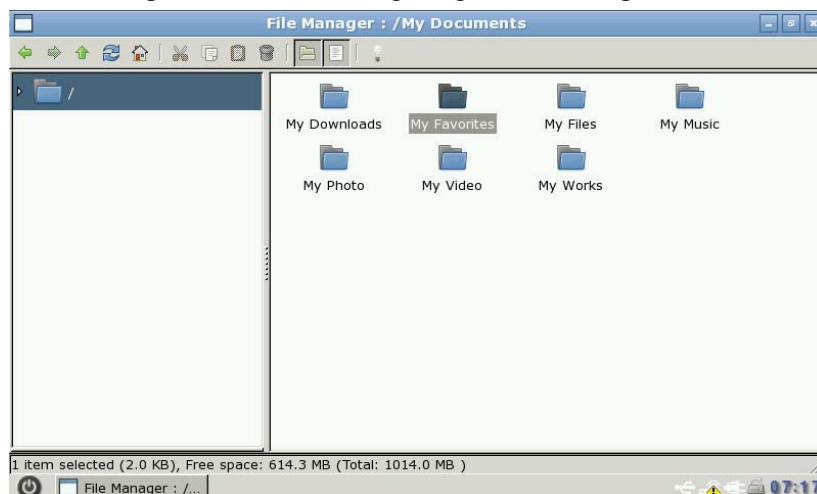 File Manager : /My Documents
/
My Downloads My Favorites My Files My Music
My Photo My Video My Works
1 item selected (2.0 KB), Free space: 614.3 MB (Total: 1014.0 MB )
File Manager : /...
07:17